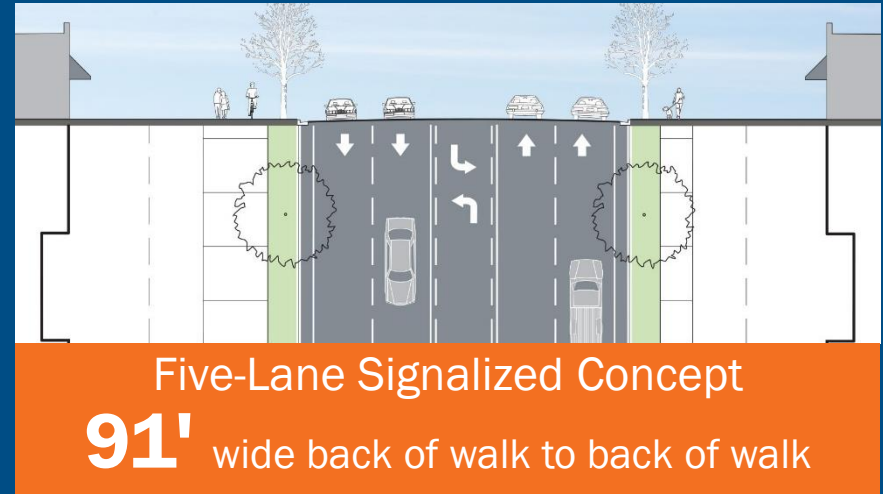 Five-Lane Signalized Concept
91' wide back of walk to back of walk